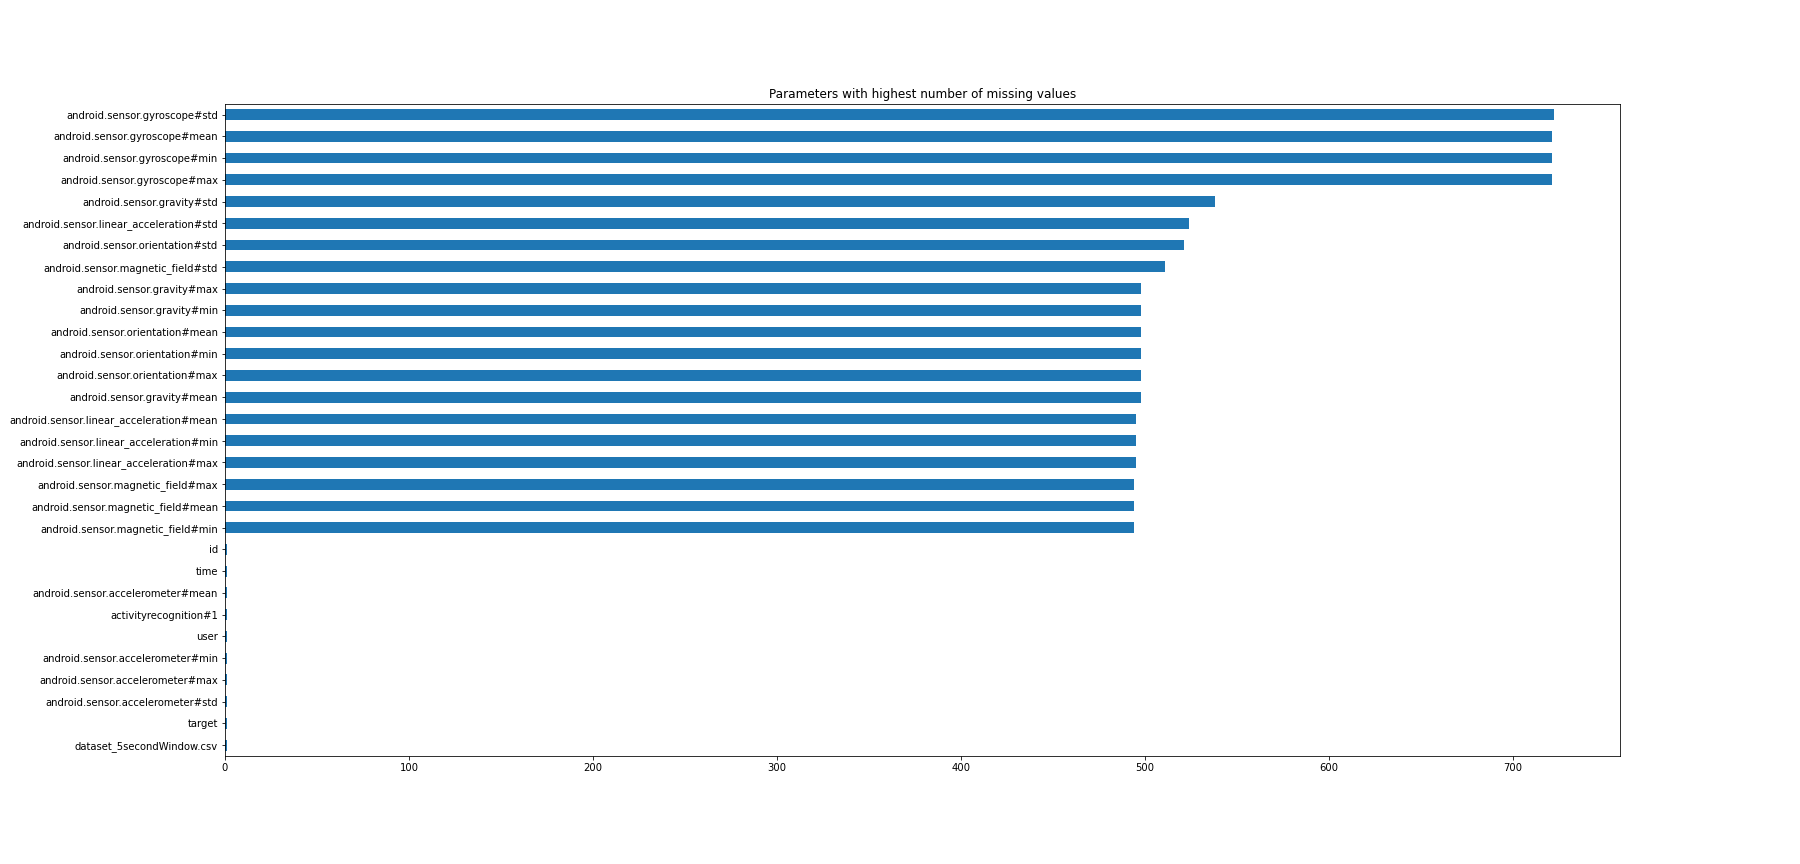 Parameters with highest number of missing values
android.sensor.gyroscope#std
android.sensor.gyroscope#mean
android.sensor.gyroscope#min
android.sensor.gyroscope#max
android.sensor.gravity#std
android.sensor.linear_acceleration#std
android.sensor.orientation#std
android.sensor.magnetic_field#std
android.sensor.gravity#max
android.sensor.gravity#min
android.sensor.orientation#mean
android.sensor.orientation#min
android.sensor.orientation#max
android.sensor.gravity#mean
android.sensor.linear_acceleration#mean
android.sensor.linear_acceleration#min
android.sensor.linear_acceleration#max
android.sensor.magnetic_field#max
android.sensor.magnetic_field#mean
android.sensor.magnetic_field#min
id
time
android.sensor.accelerometer#mean
activityrecognition#1
user
android.sensor.accelerometer#min
android.sensor.accelerometer#max
android.sensor.accelerometer#std
target
dataset_5secondWindow.csv
0 100 200 300 400 500 600 700